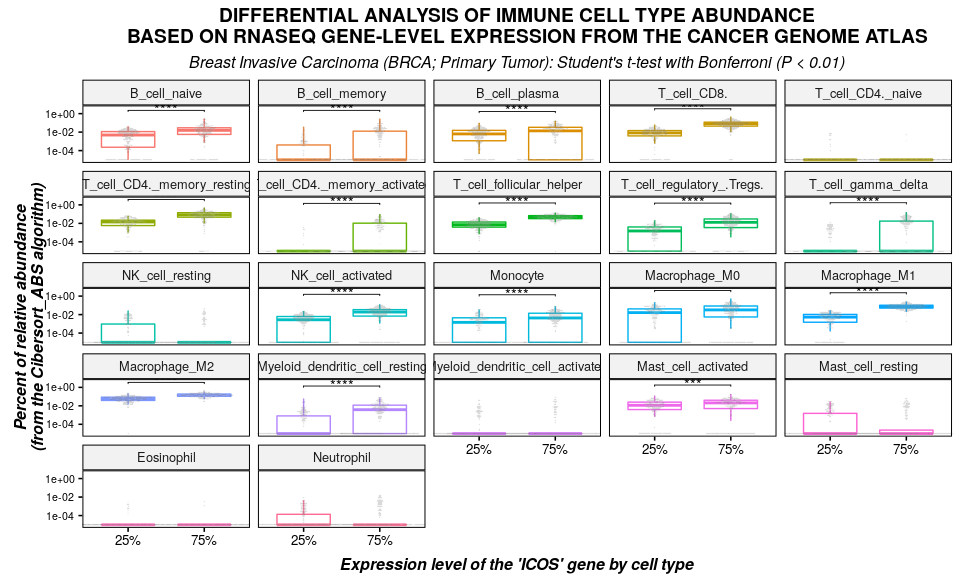 DIFFERENTIAL ANALYSIS OF IMMUNE CELL TYPE ABUNDANCE
BASED ON RNASEQ GENE-LEVEL EXPRESSION FROM THE CANCER GENOME ATLAS
Breast Invasive Carcinoma (BRCA; Primary Tumor): Student's t-test with Bonferroni (P < 0.01)
Percent of relative abundance
(from the Cibersort_ABS algorithm)
B_cell_naive B_cell_memory B_cell_plasma T_cell_CD8. T_cell_CD4._naive
**** **** **** ****
1e+00
1e-02
1e-04
T_cell_CD4._memory_resting _cell_CD4._memory_activate T_cell_follicular_helper T_cell_regulatory_.Tregs. T_cell_gamma_delta
**** **** **** ****
1e+00
1e-02
1e-04
NK_cell_resting NK_cell_activated Monocyte Macrophage_M0 Macrophage_M1
**** **** ****
1e+00
1e-02
1e-04
Macrophage_M2 Myeloid_dendritic_cell_resting Myeloid_dendritic_cell_activate Mast_cell_activated Mast_cell_resting
**** ***
1e+00
1e-02
1e-04
25% 75% 25% 75% 25% 75%
Eosinophil Neutrophil
1e+00
1e-02
1e-04
25% 75% 25% 75%
Expression level of the 'ICOS' gene by cell type